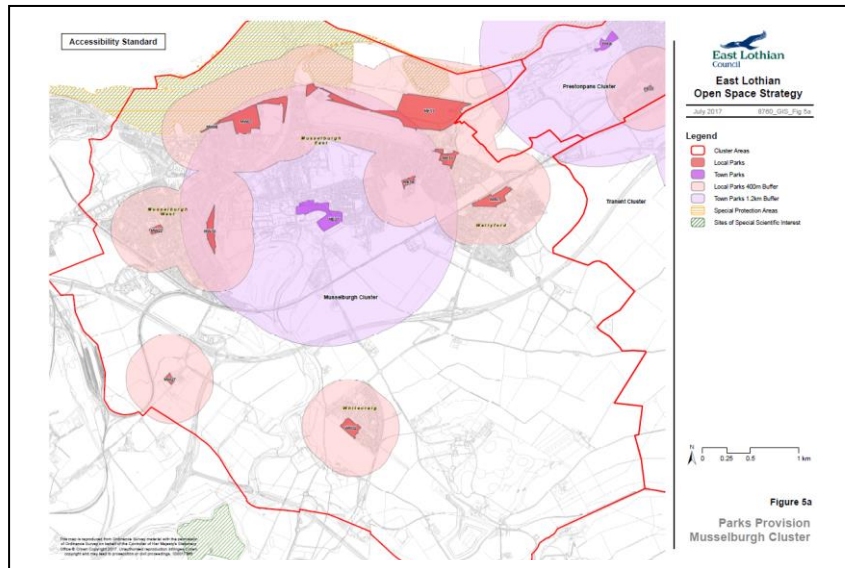 Accessibility Standard
Prestonpans Cluster
Musselburgh
East
Musselburgh
West
Wallyford
Tranent Cluster
Musselburgh Cluster
Whitecraig
East Lothian
Council
East Lothian
Open Space Strategy
July 2017 8760_GIS_Fig 5a
Legend
Cluster Areas
Local Parks
Town Parks
Local Parks 400m Buffer
Town Parks 1.2km Buffer
Special Protection Areas
Sites of Special Scientific Interest
N
0 0.25 0.5 1 km
Figure 5a
Parks Provision
Musselburgh Cluster